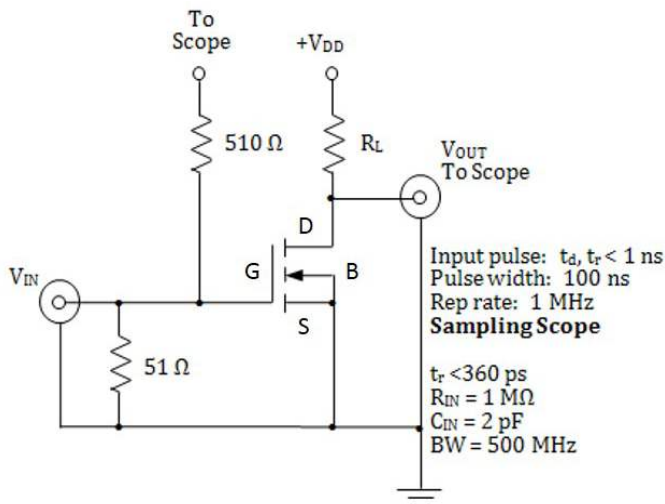 To
Scope
+VDD
510 Ω
RL
VOUT
To Scope
D
G
B
S
VIN
51 Ω
Input pulse: td, tr < 1 ns
Pulse width: 100 ns
Rep rate: 1 MHz
Sampling Scope
tr <360 ps
RIN = 1 MΩ
CIN = 2 pF
BW = 500 MHz